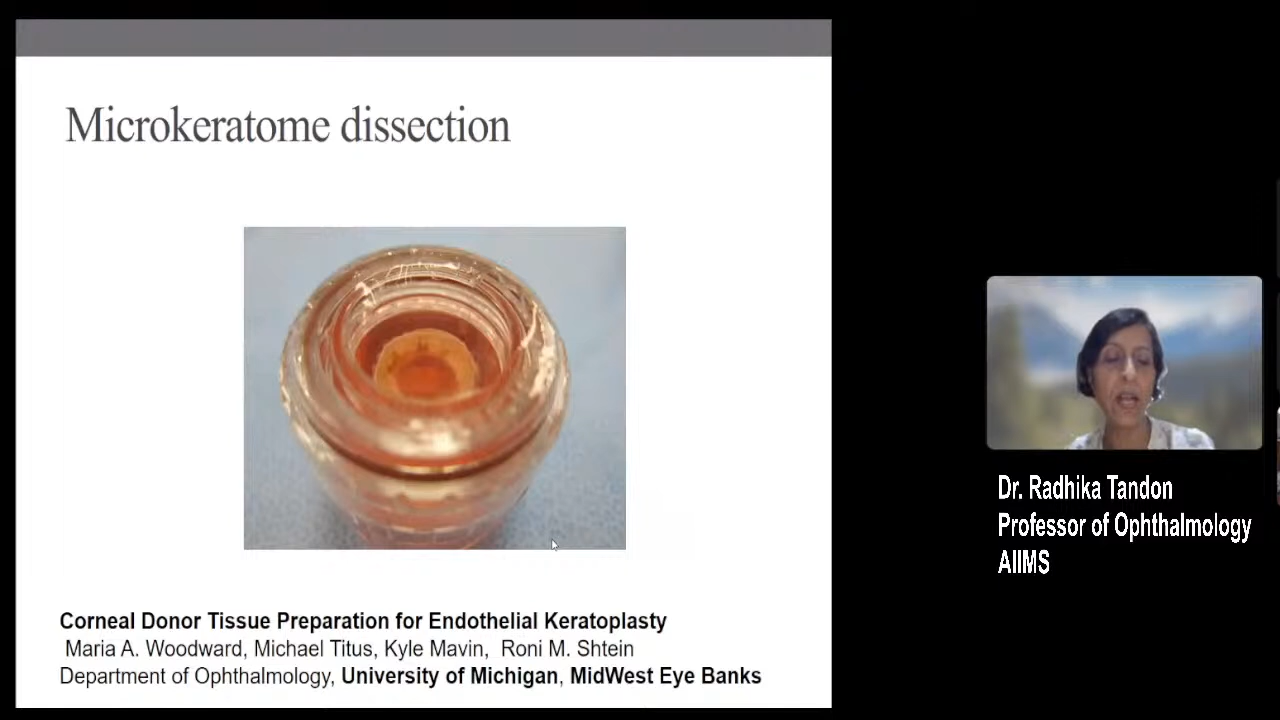 Microkeratome dissection
Corneal Donor Tissue Preparation for Endothelial Keratoplasty
Maria A. Woodward, Michael Titus, Kyle Mavin, Roni M. Shtein
Department of Ophthalmology, University of Michigan, MidWest Eye Banks
Dr. Radhika Tandon
Professor of Ophthalmology
AIIMS